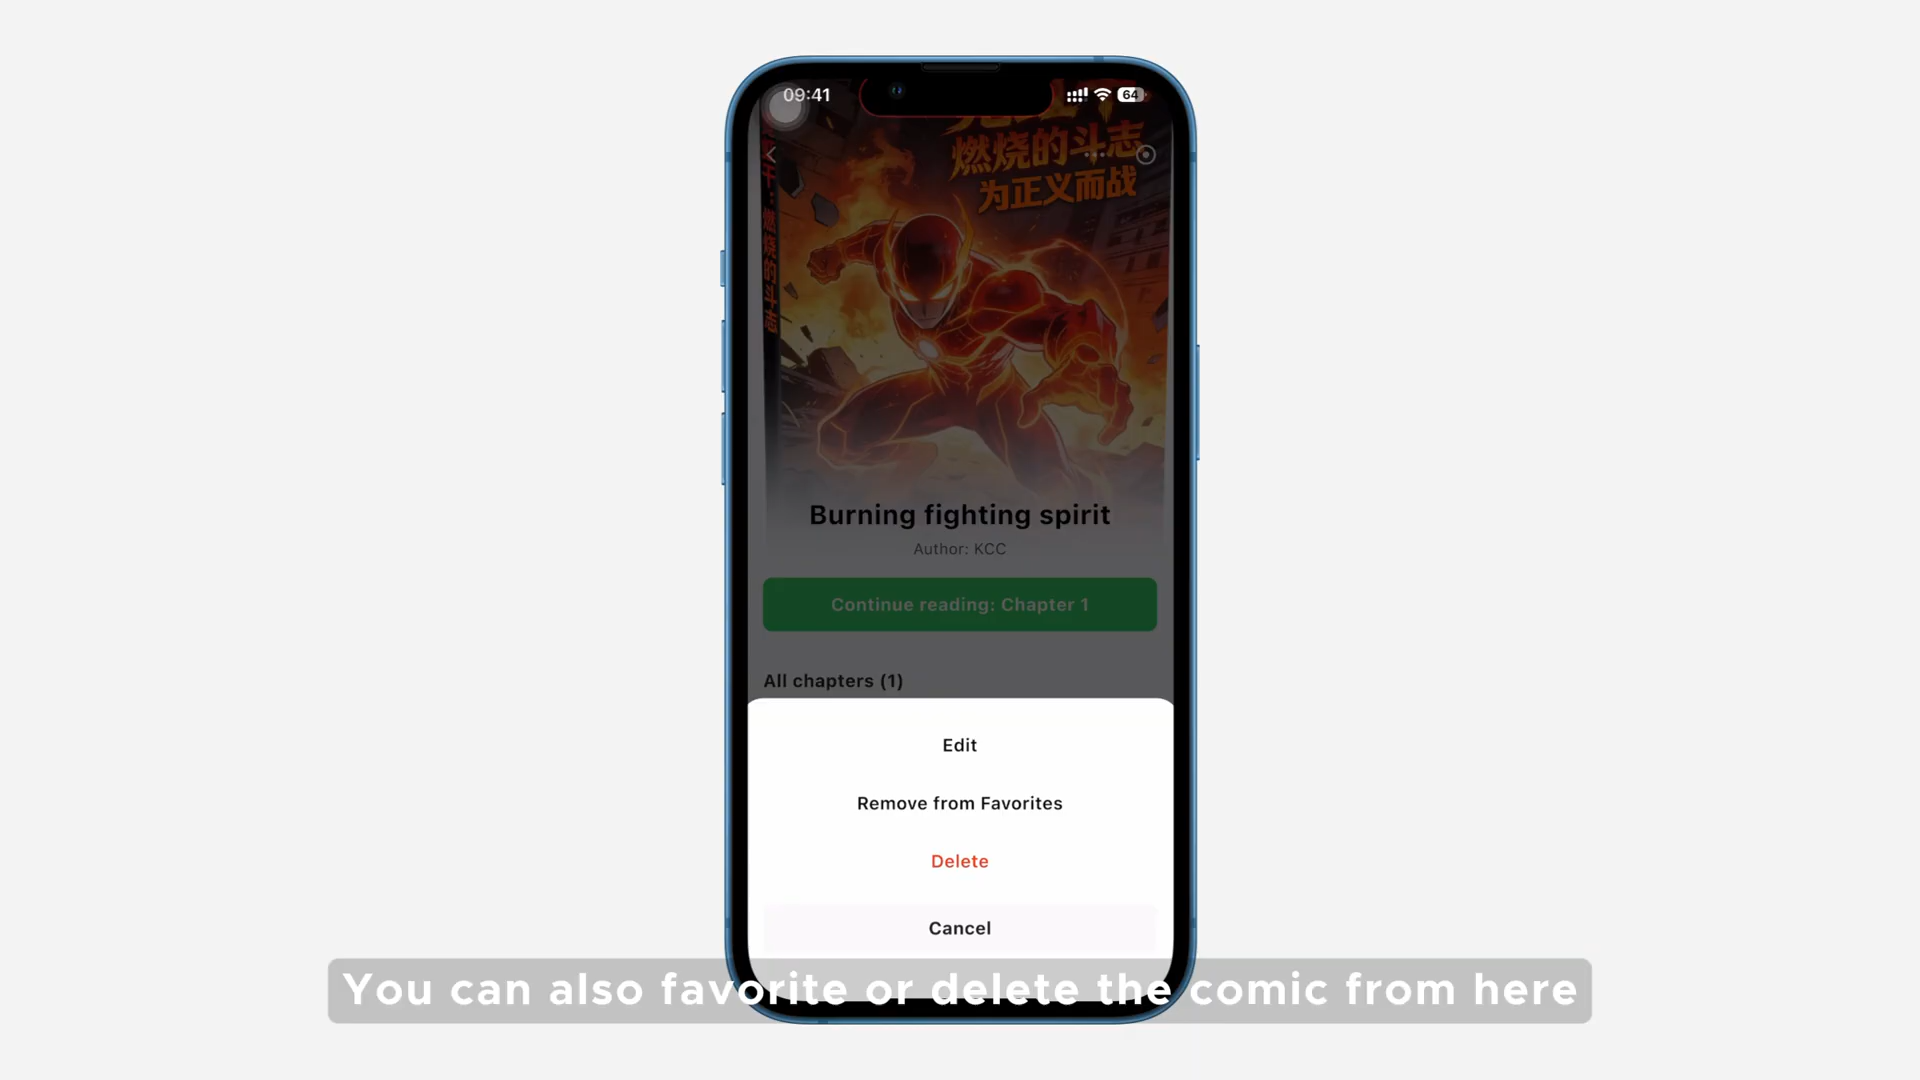 09:41
64
燃烧的斗志
为正义而战
燃烧的斗志
Burning fighting spirit
Author: KCC
Continue reading: Chapter 1
All chapters (1)
Edit
Remove from Favorites
Delete
Cancel
You can also favorite or delete the comic from here